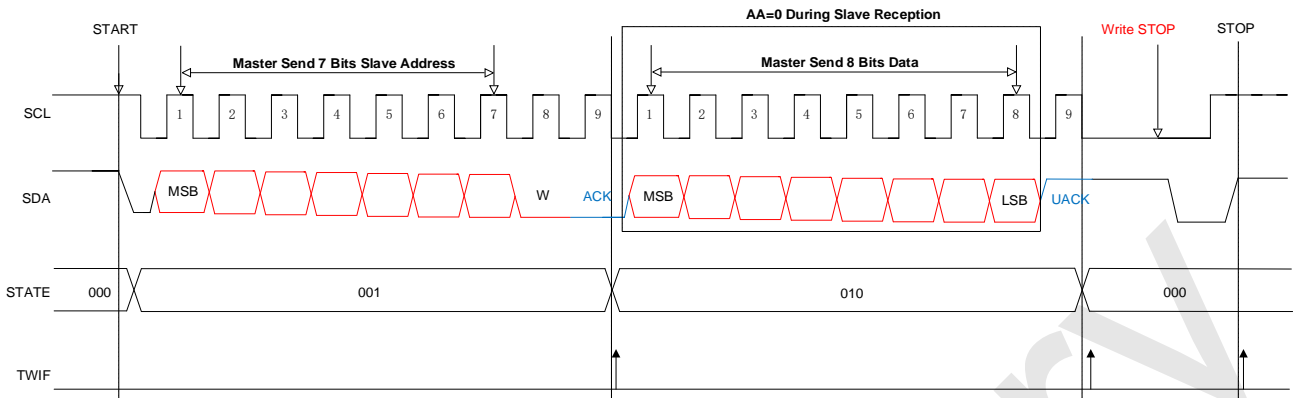 AA=0 During Slave Reception
START
Write STOP
STOP
Master Send 7 Bits Slave Address
Master Send 8 Bits Data
SCL
1 2 3 4 5 6 7 8 9 1 2 3 4 5 6 7 8 9
SDA
MSB W ACK MSB LSB UACK
STATE
000 001 010 000
TWIF